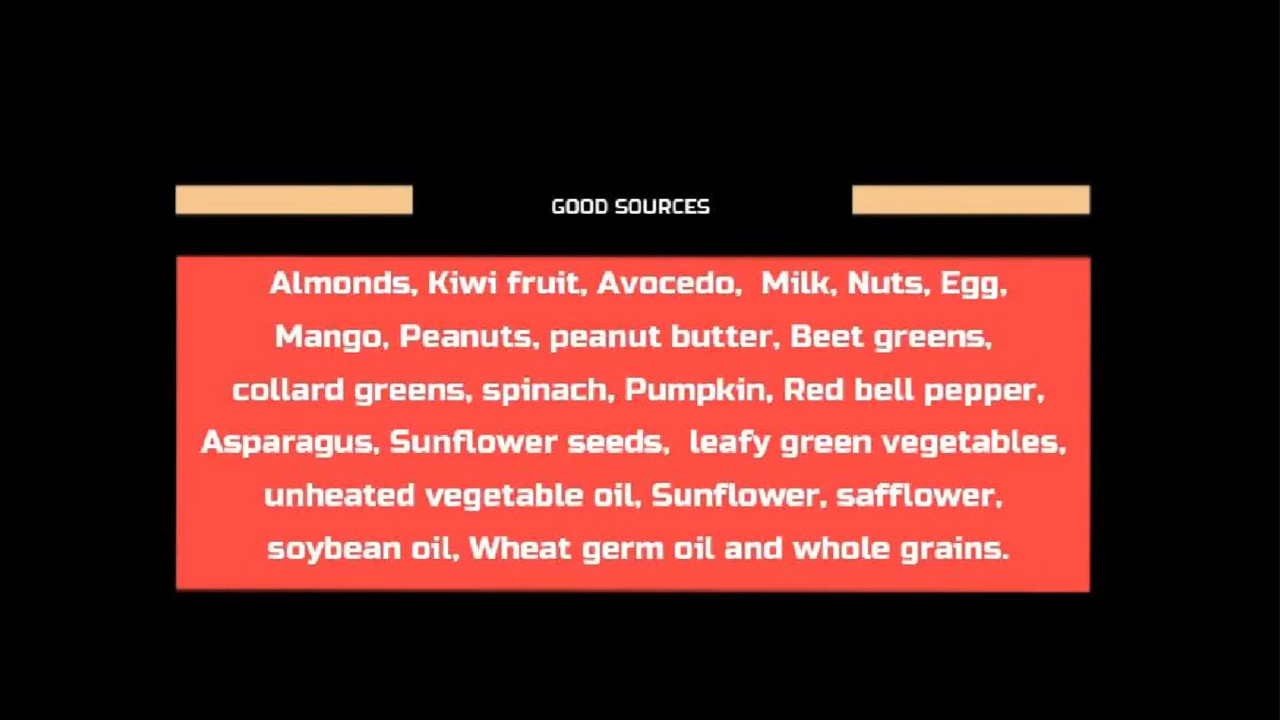 GOOD SOURCES
Almonds, Kiwi fruit, Avocedo, Milk, Nuts, Egg,
Mango, Peanuts, peanut butter, Beet greens,
collard greens, spinach, Pumpkin, Red bell pepper,
Asparagus, Sunflower seeds, leafy green vegetables,
unheated vegetable oil, Sunflower, safflower,
soybean oil, Wheat germ oil and whole grains.